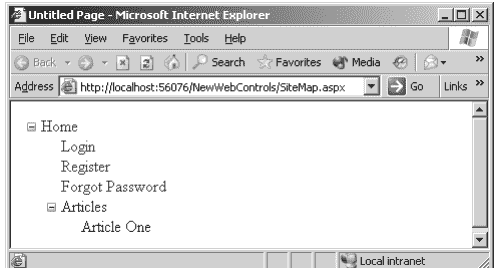 Untitled Page - Microsoft Internet Explorer
File Edit View Favorites Tools Help
Back Search Favorites Media
Address http://localhost:56076/NewWebControls/SiteMap.aspx Go Links
Home
Login
Register
Forgot Password
Articles
Article One
Local intranet